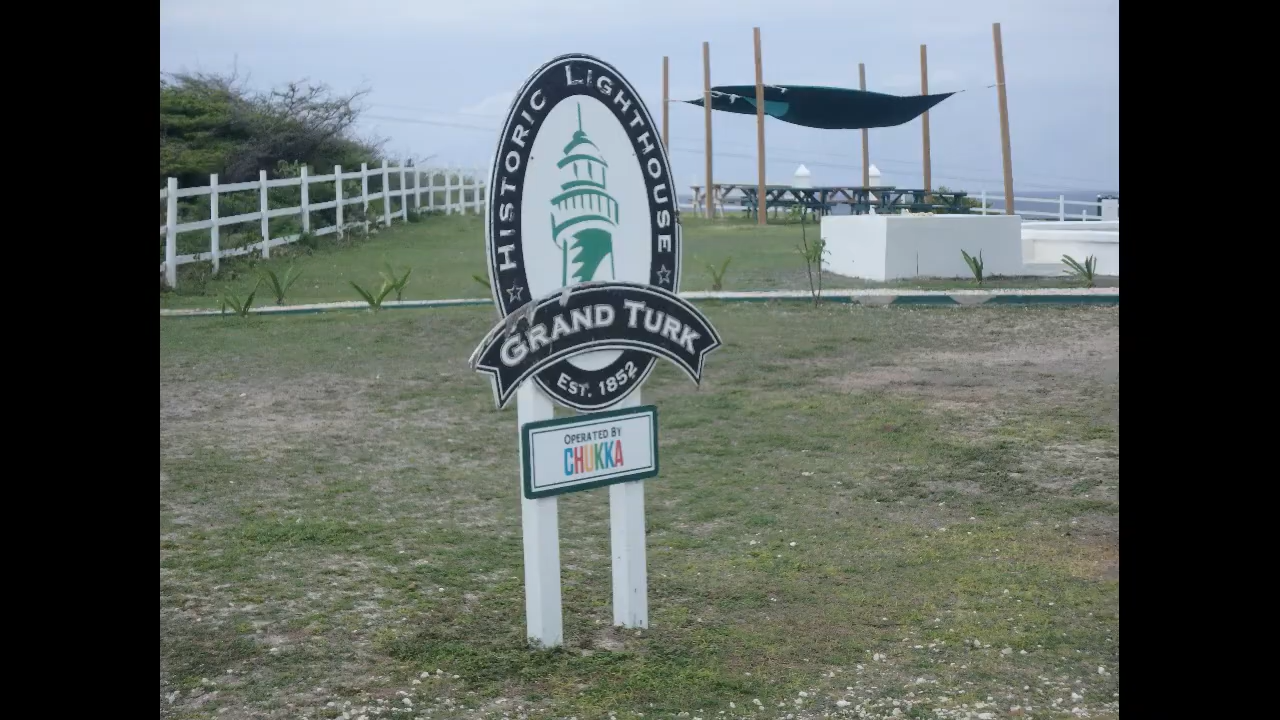 HISTORIC LIGHTHOUSE
GRAND TURK
EST. 1852
OPERATED BY
CHUKKA